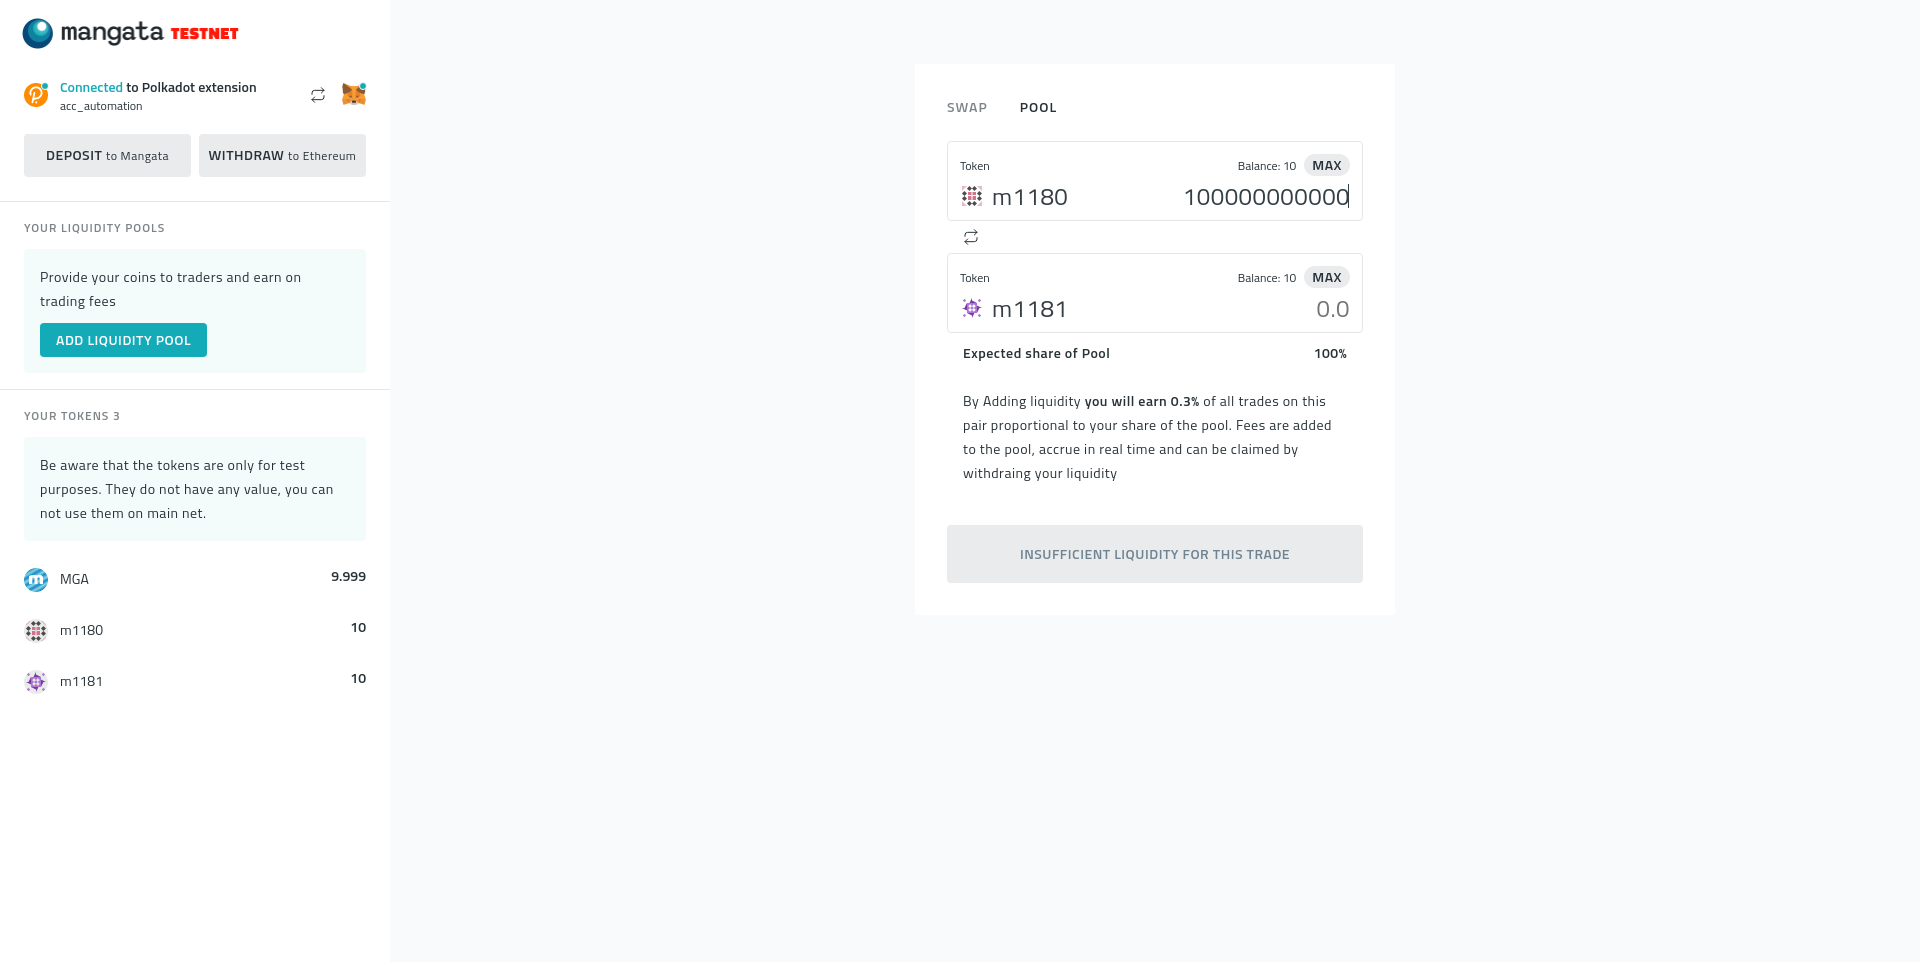 mangata TESTNET
Connected to Polkadot extension
acc_automation
DEPOSIT to Mangata
WITHDRAW to Ethereum
YOUR LIQUIDITY POOLS
Provide your coins to traders and earn on
trading fees
ADD LIQUIDITY POOL
YOUR TOKENS 3
Be aware that the tokens are only for test
purposes. They do not have any value, you can
not use them on main net.
MGA 9.999
m1180 10
m1181 10
SWAP POOL
Token Balance: 10 MAX
m1180 1000000000000
Token Balance: 10 MAX
m1181 0.0
Expected share of Pool 100%
By Adding liquidity you will earn 0.3% of all trades on this
pair proportional to your share of the pool. Fees are added
to the pool, accrue in real time and can be claimed by
withdraing your liquidity
INSUFFICIENT LIQUIDITY FOR THIS TRADE